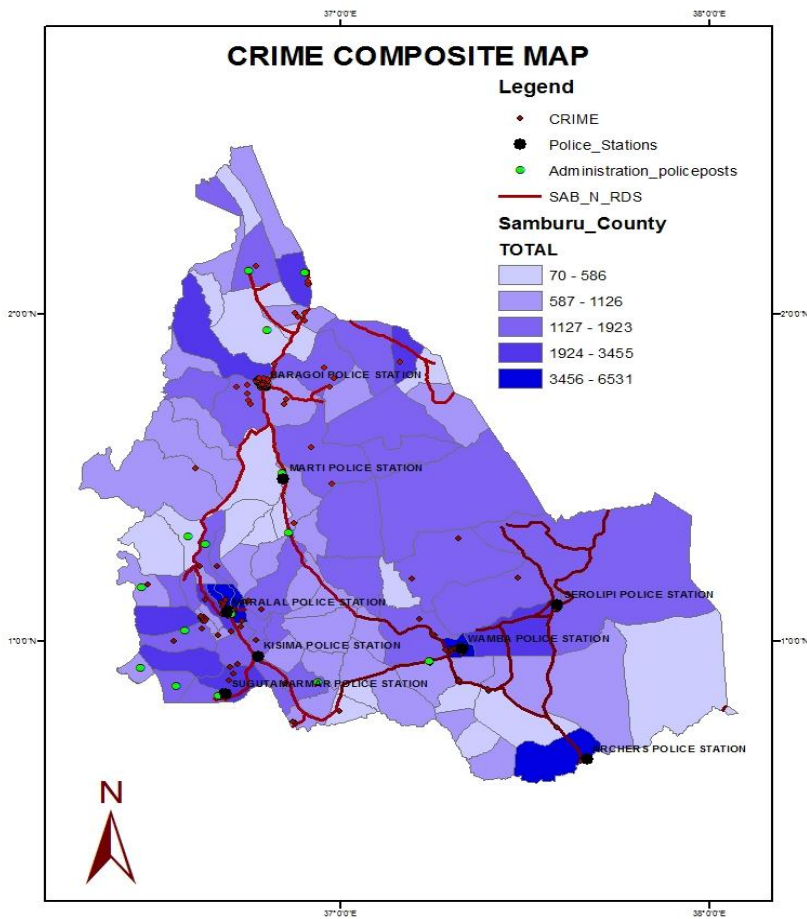 37°0'0"E
38°0'0"E
CRIME COMPOSITE MAP
Legend
CRIME
Police_Stations
Administration_policeposts
SAB_N_RDS
Samburu_County
TOTAL
70 - 586
587 - 1126
1127 - 1923
1924 - 3455
3456 - 6531
2°0'0"N
2°0'0"N
BARAGOI POLICE STATION
MARTI POLICE STATION
SEROLIPI POLICE STATION
POLICE STATION
1°0'0"N
1°0'0"N
WAMBA POLICE STATION
KISIMA POLICE STATION
SUGUTAMARMAR POLICE STATION
ARCHERS POLICE STATION
N
37°0'0"E
38°0'0"E